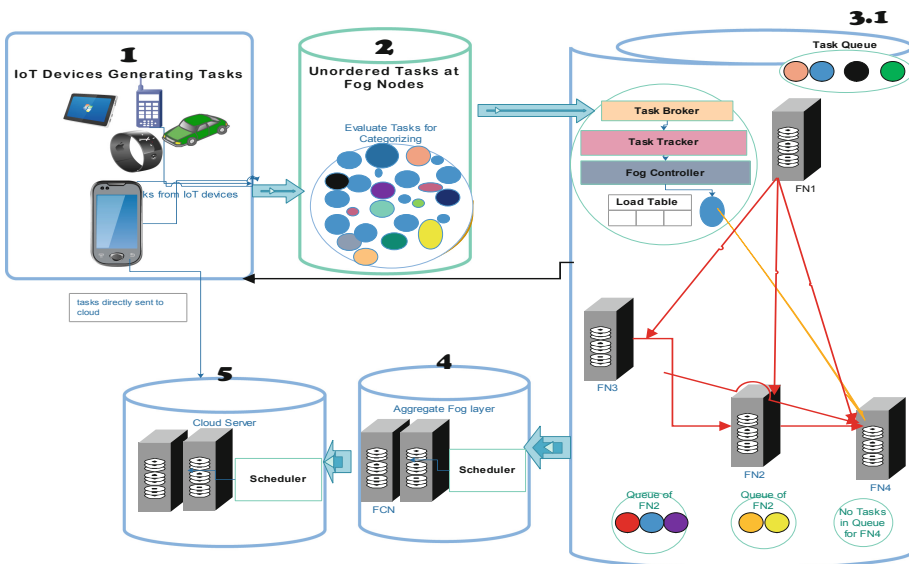 1
IoT Devices Generating Tasks
ks from IoT devices
tasks directly sent to
cloud
2
Unordered Tasks at
Fog Nodes
Evaluate Tasks for
Categorizing
3.1
Task Queue
Task Broker
Task Tracker
Fog Controller
Load Table
FN1
FN3
FN2
FN4
Queue of
FN2
Queue of
FN2
No Tasks
in Queue
for FN4
4
Aggregate Fog layer
Scheduler
FCN
5
Cloud Server
Scheduler